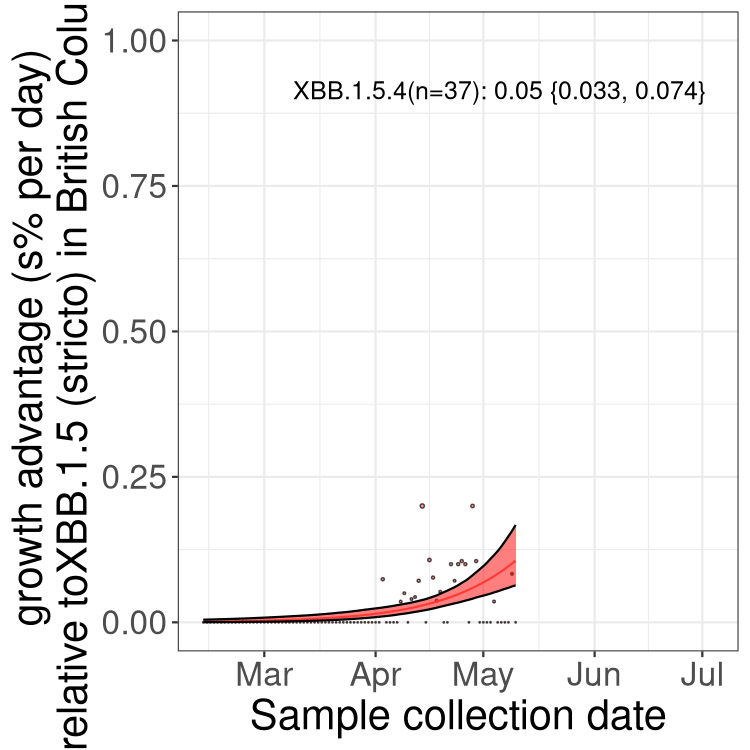 growth advantage (s% per day)
relative toXBB.1.5 (stricto) in British Colu
1.00
0.75
0.50
0.25
0.00
XBB.1.5.4(n=37): 0.05 {0.033, 0.074}
Mar Apr May Jun Jul
Sample collection date